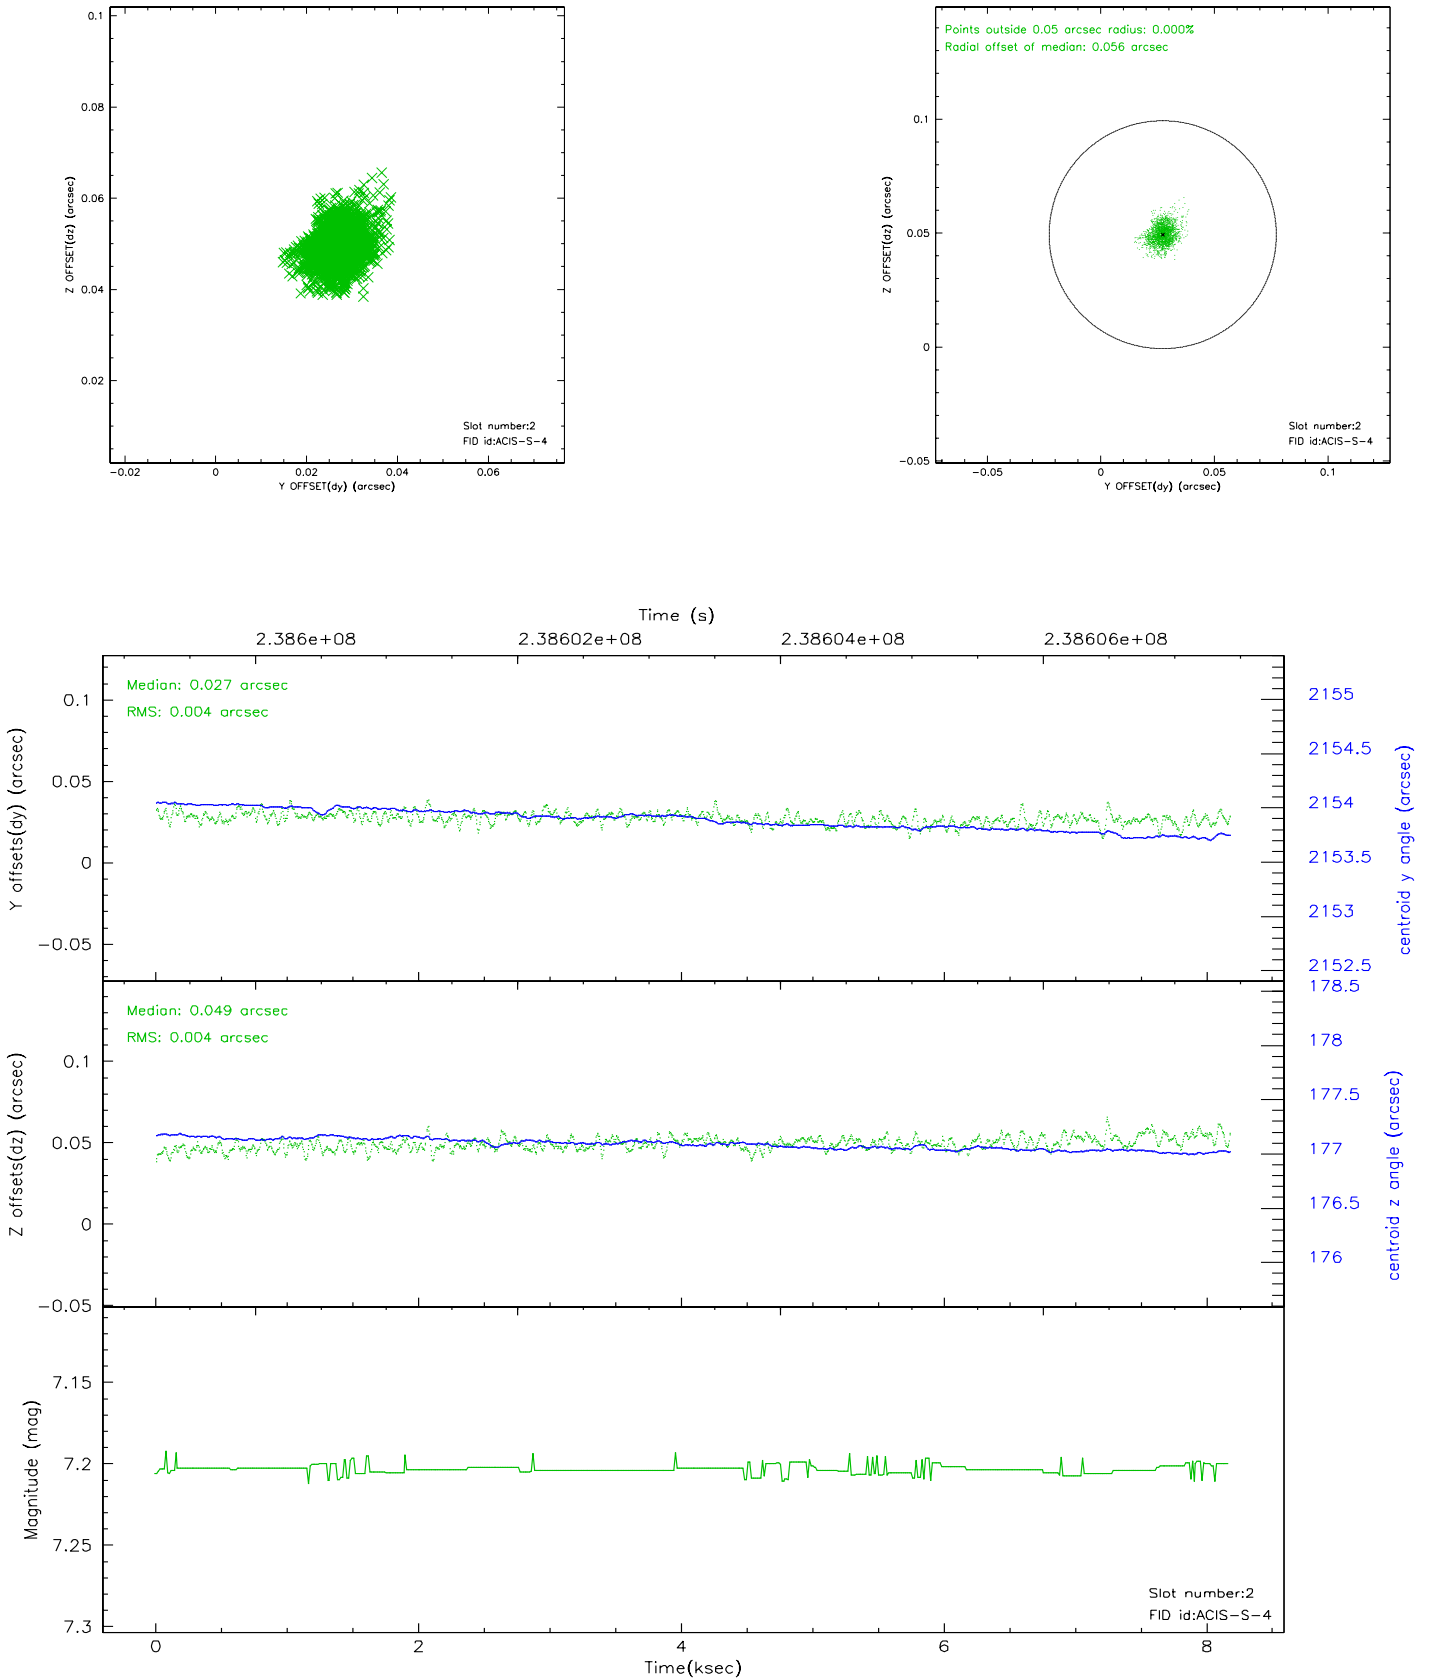 0.1
0.08
0.06
0.04
0.02
Z OFFSET(dz) (arcsec)
-0.02 0 0.02 0.04 0.06
Y OFFSET(dy) (arcsec)
Slot number:2
FID id:ACIS-S-4
Points outside 0.05 arcsec radius: 0.000%
Radial offset of median: 0.056 arcsec
0.1
0.05
0
-0.05
Z OFFSET(dz) (arcsec)
-0.05 0 0.05 0.1
Y OFFSET(dy) (arcsec)
Slot number:2
FID id:ACIS-S-4
Time (s)
2.386e+08 2.38602e+08 2.38604e+08 2.38606e+08
Median: 0.027 arcsec
RMS: 0.004 arcsec
0.1
0.05
0
-0.05
Y offsets(dy) (arcsec)
2155
2154.5
2154
2153.5
2153
2152.5
centroid y angle (arcsec)
Median: 0.049 arcsec
RMS: 0.004 arcsec
0.1
0.05
0
-0.05
Z offsets(dz) (arcsec)
178.5
178
177.5
177
176.5
176
centroid z angle (arcsec)
7.15
7.2
7.25
7.3
Magnitude (mag)
Slot number:2
FID id:ACIS-S-4
0 2 4 6 8
Time(ksec)